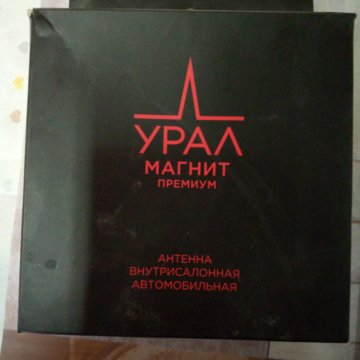 УРАЛ
МАГНИТ
ПРЕМИУМ
АНТЕННА
ВНУТРИСАЛОННАЯ
АВТОМОБИЛЬНАЯ